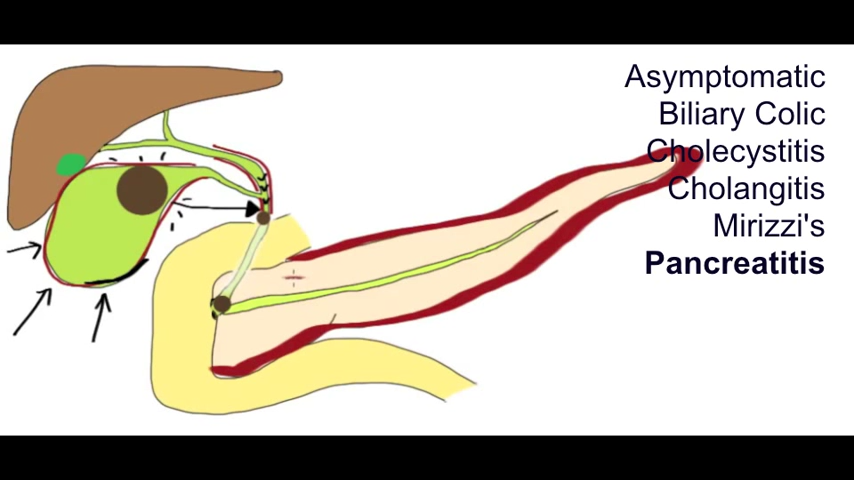 Asymptomatic
Biliary Colic
Cholecystitis
Cholangitis
Mirizzi's
Pancreatitis